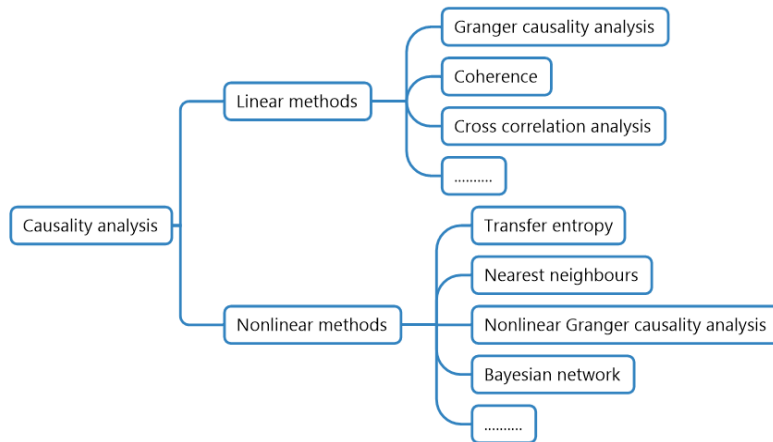 Granger causality analysis
Coherence
Linear methods
Cross correlation analysis
..........
Causality analysis
Transfer entropy
Nearest neighbours
Nonlinear methods
Nonlinear Granger causality analysis
Bayesian network
..........